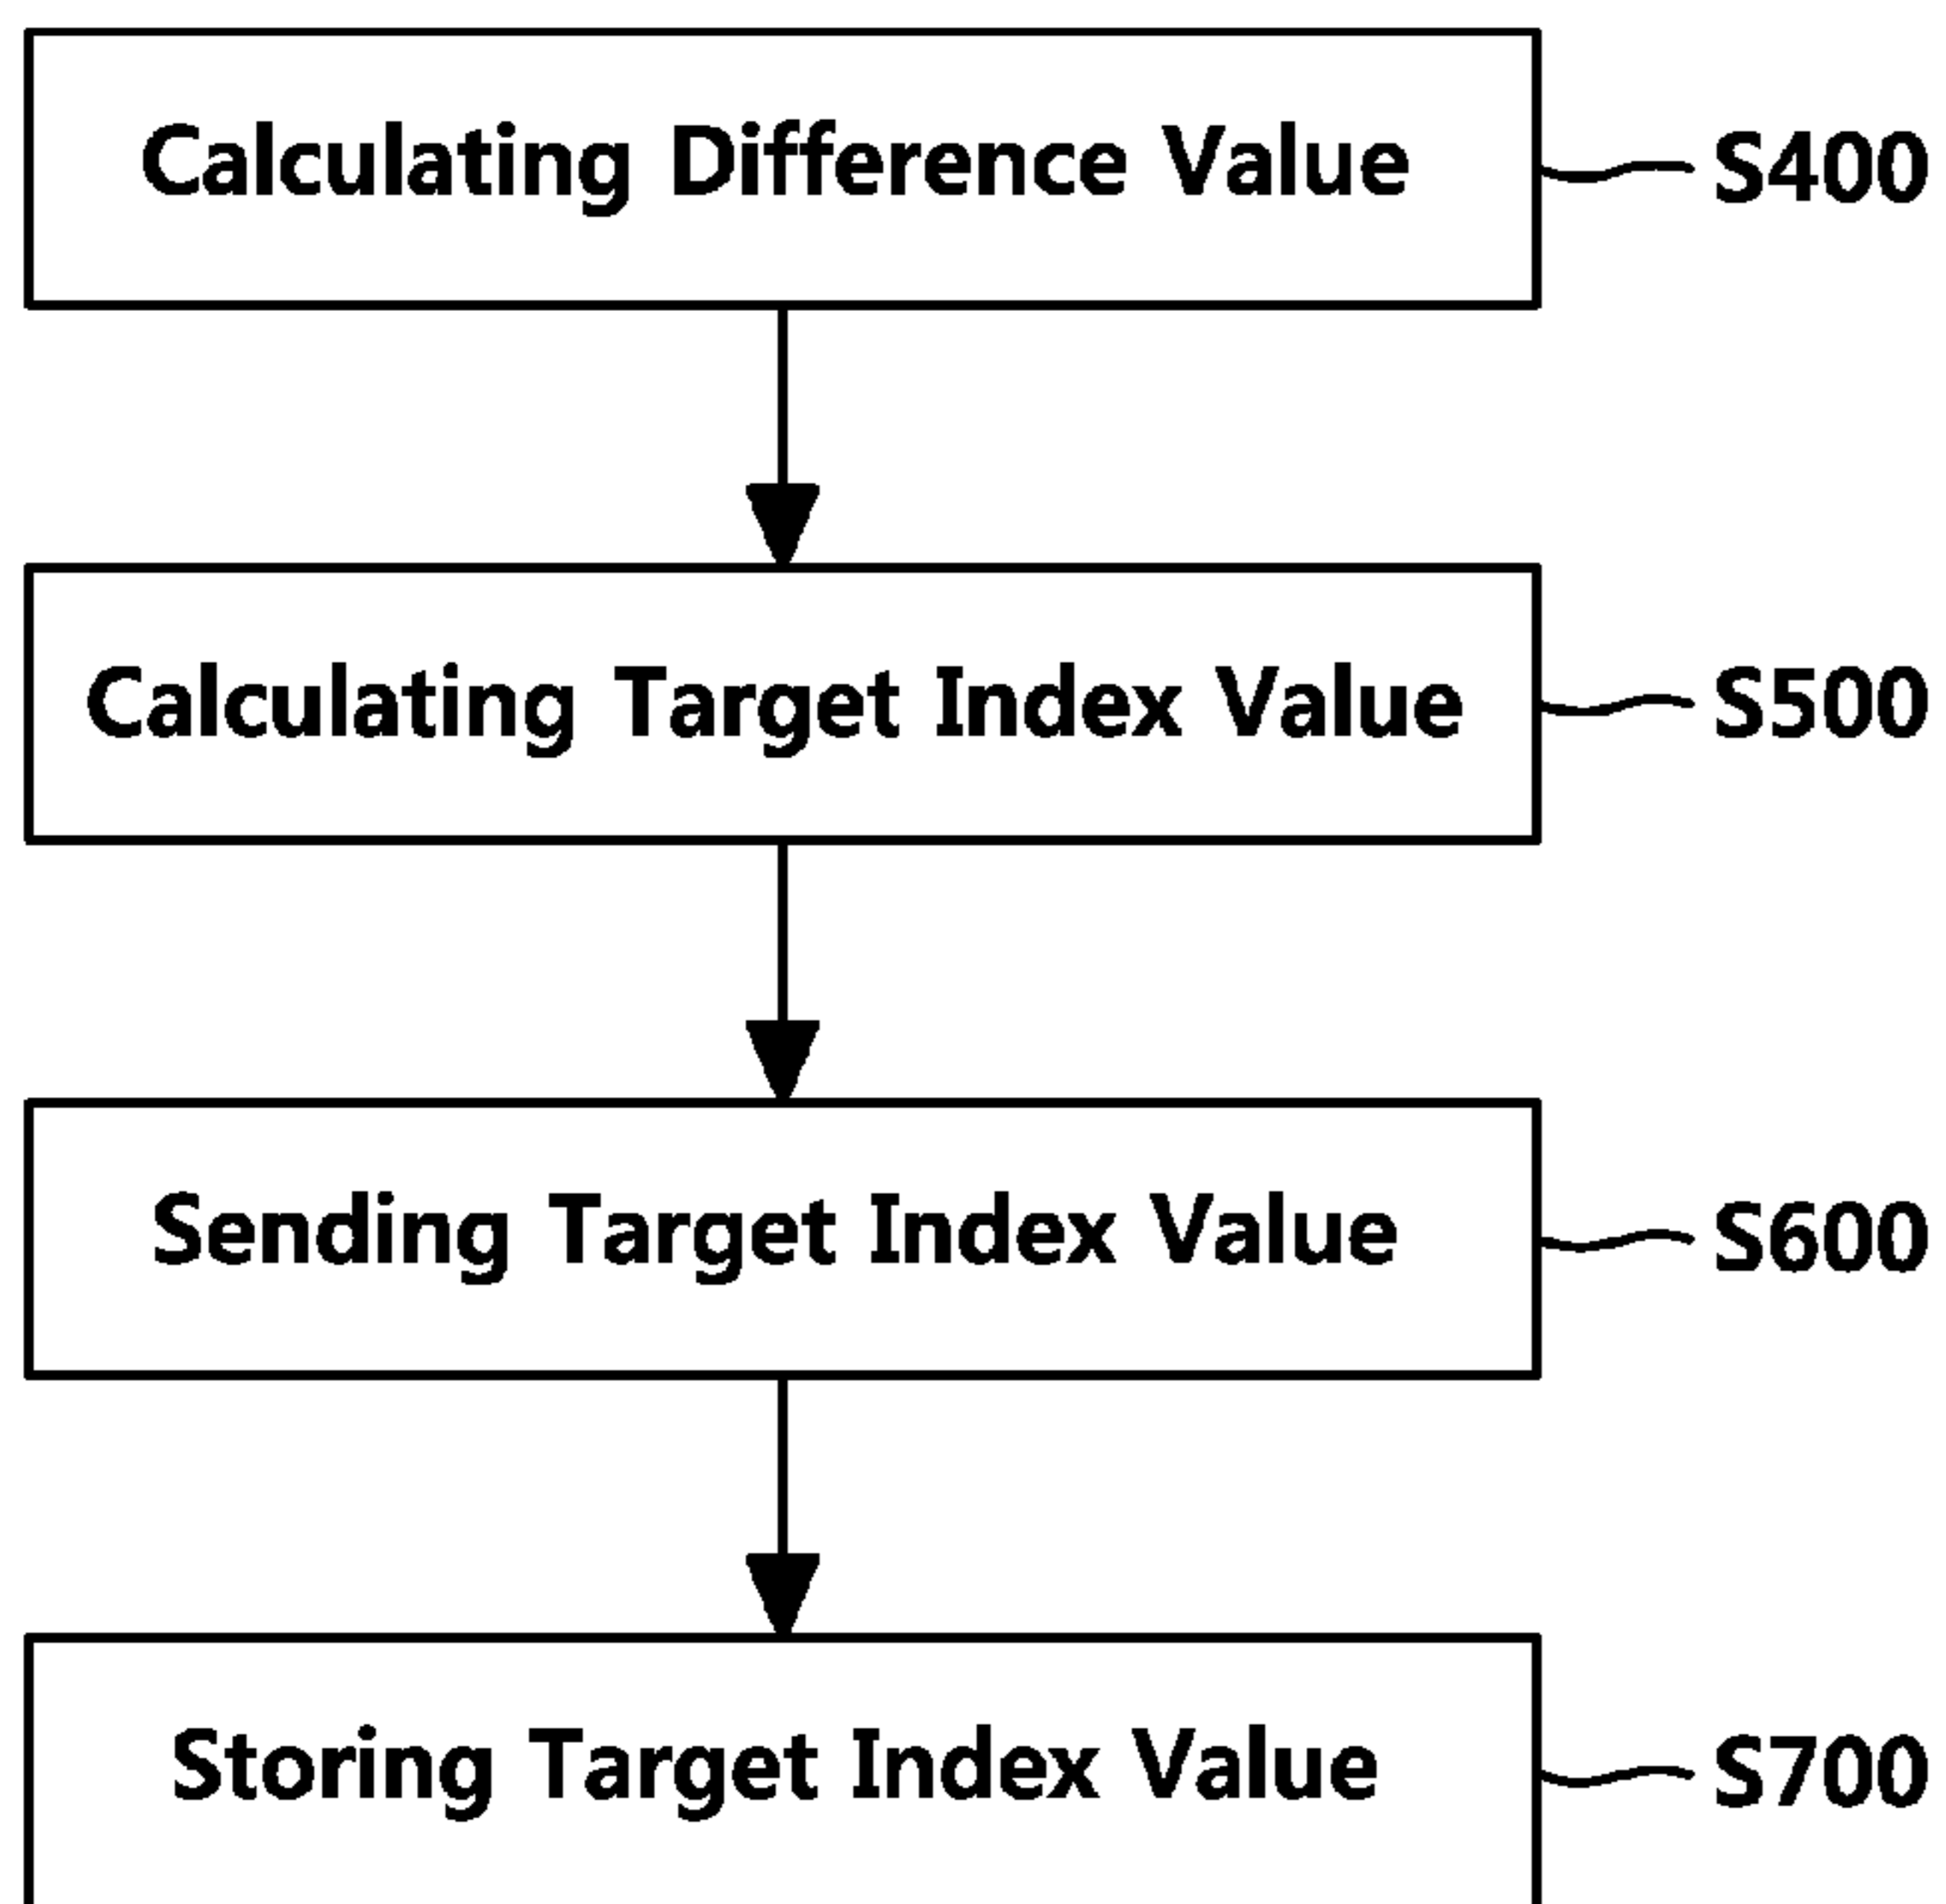 Calculating Difference Value
S400
Calculating Target Index Value
S500
Sending Target Index Value
S600
Storing Target Index Value
S700